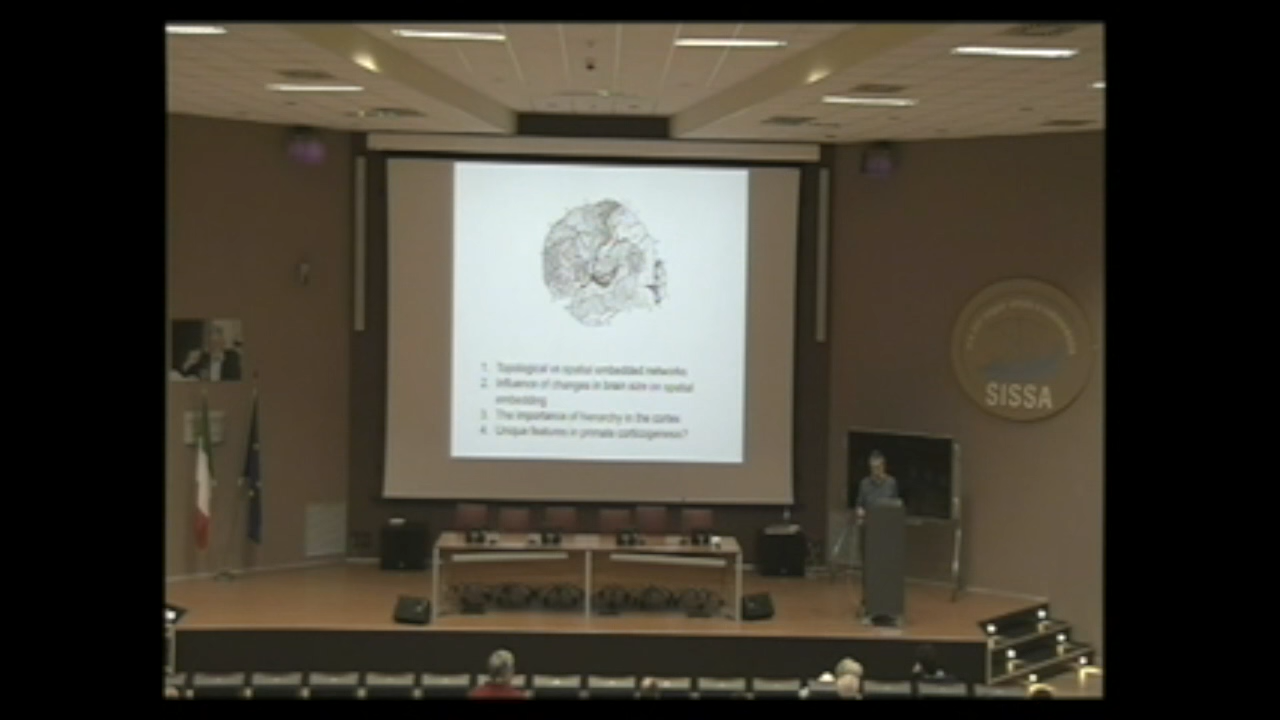 1. Topological vs spatial embedded networks
2. Influence of changes in brain size on spatial
embedding
3. The importance of hierarchy in the cortex
4. Unique features in primate corticogenesis?
SISSA